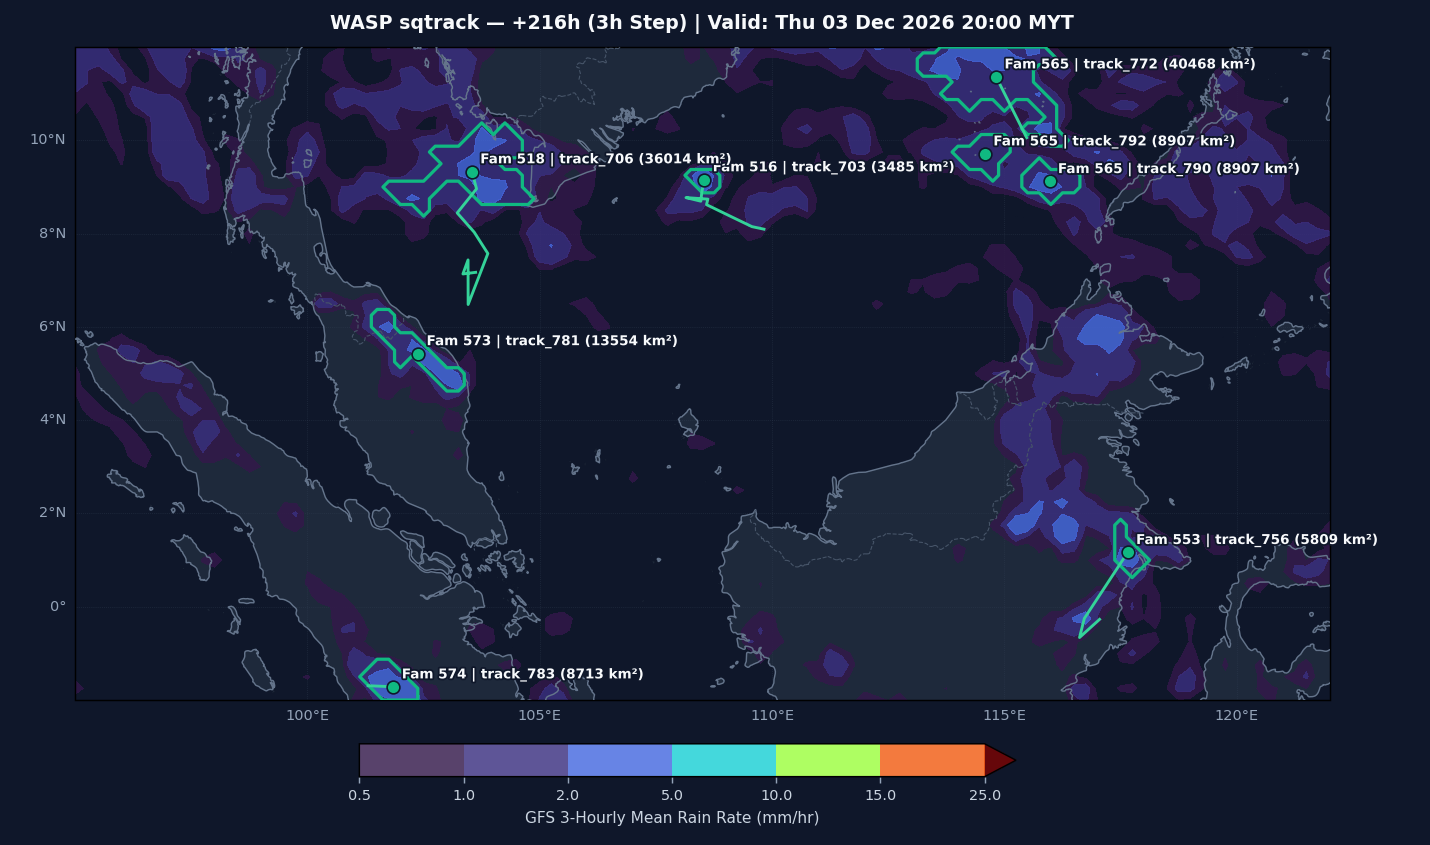 WASP sqtrack — +216h (3h Step) | Valid: Thu 03 Dec 2026 20:00 MYT
Fam 565 | track_772 (40468 km²)
10°N
Fam 565 | track_792 (8907 km²)
Fam 518 | track_706 (36014 km²)
Fam 516 | track_703 (3485 km²)
Fam 565 | track_790 (8907 km²)
8°N
6°N
Fam 573 | track_781 (13554 km²)
4°N
2°N
Fam 553 | track_756 (5809 km²)
0°
Fam 574 | track_783 (8713 km²)
100°E 105°E 110°E 115°E 120°E
0.5 1.0 2.0 5.0 10.0 15.0 25.0
GFS 3-Hourly Mean Rain Rate (mm/hr)